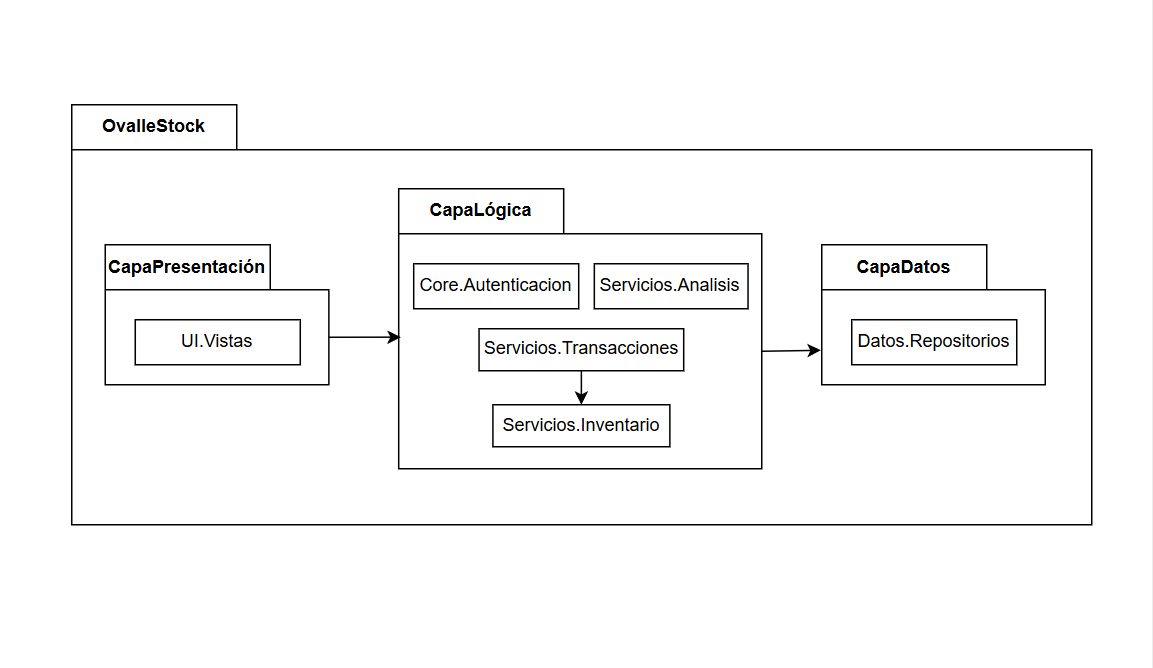 OvalleStock
CapaLógica
CapaPresentación
CapaDatos
Core.Autenticacion
Servicios.Analisis
UI.Vistas
Servicios.Transacciones
Datos.Repositorios
Servicios.Inventario